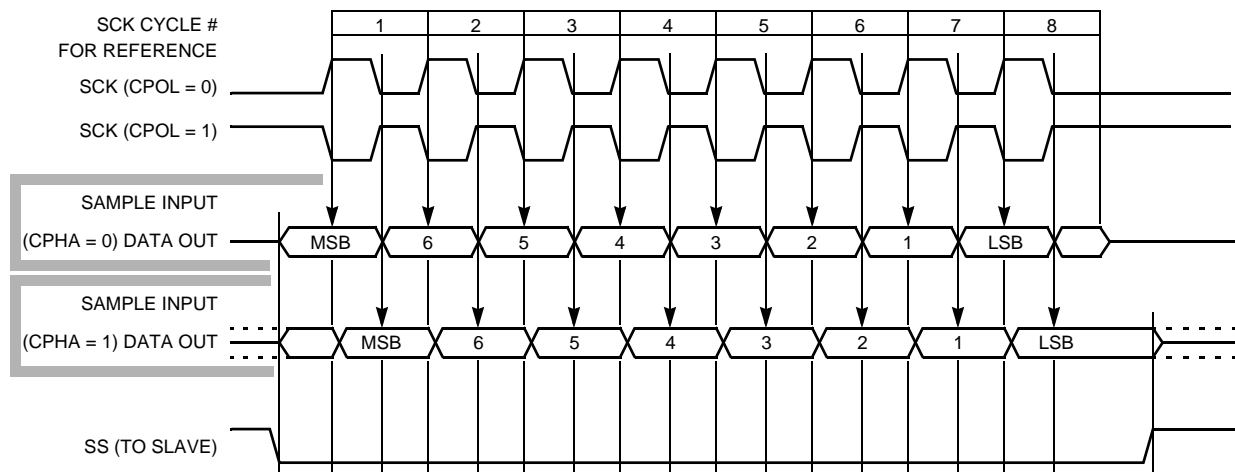 SCK CYCLE #
FOR REFERENCE
1 2 3 4 5 6 7 8
SCK (CPOL = 0)
SCK (CPOL = 1)
SAMPLE INPUT
(CPHA = 0) DATA OUT
MSB 6 5 4 3 2 1 LSB
SAMPLE INPUT
(CPHA = 1) DATA OUT
MSB 6 5 4 3 2 1 LSB
SS (TO SLAVE)